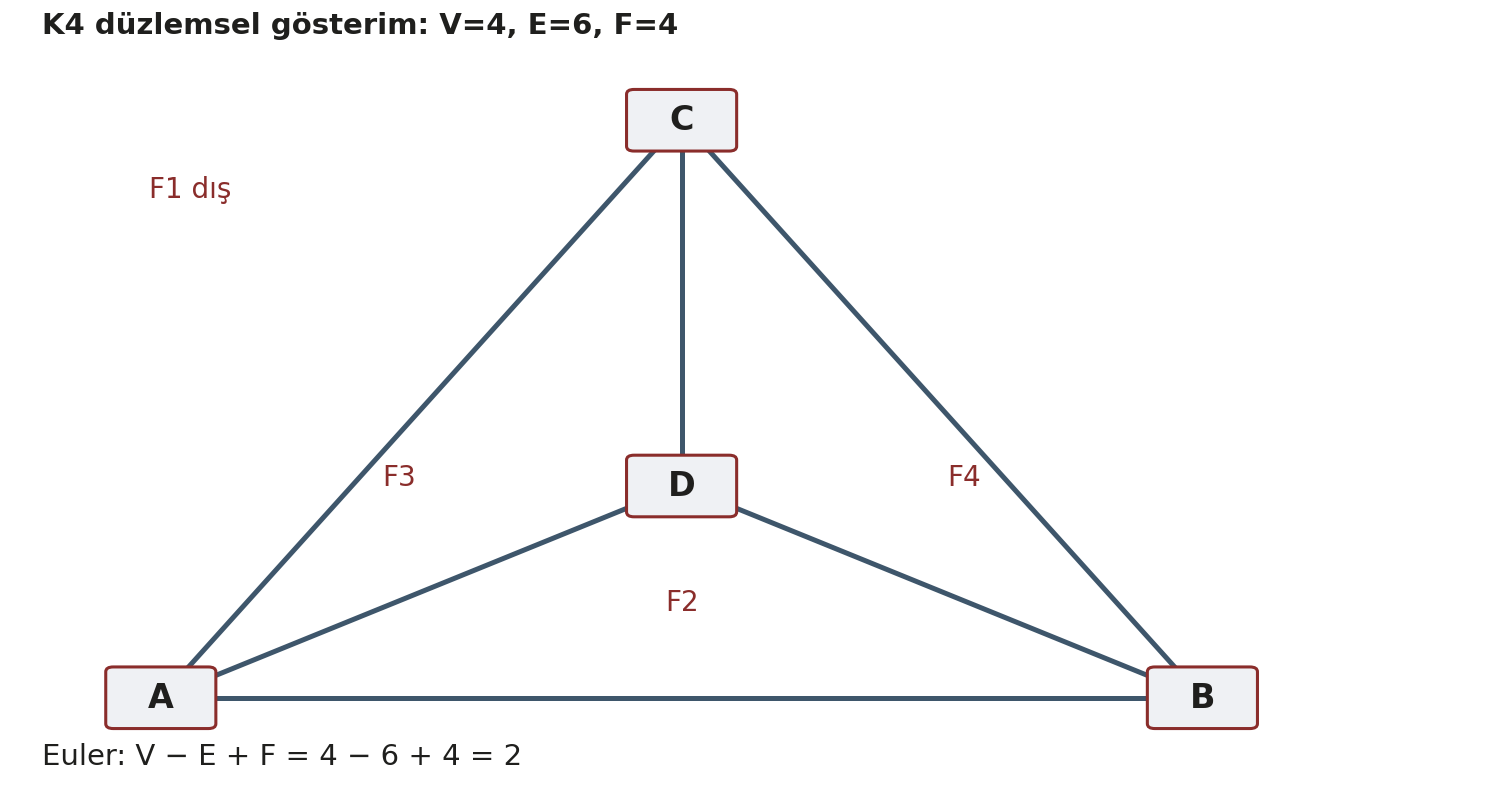 K4 düzlemsel gösterim: V=4, E=6, F=4
C
F1 dış
F3
F4
D
F2
A
B
Euler: V − E + F = 4 − 6 + 4 = 2